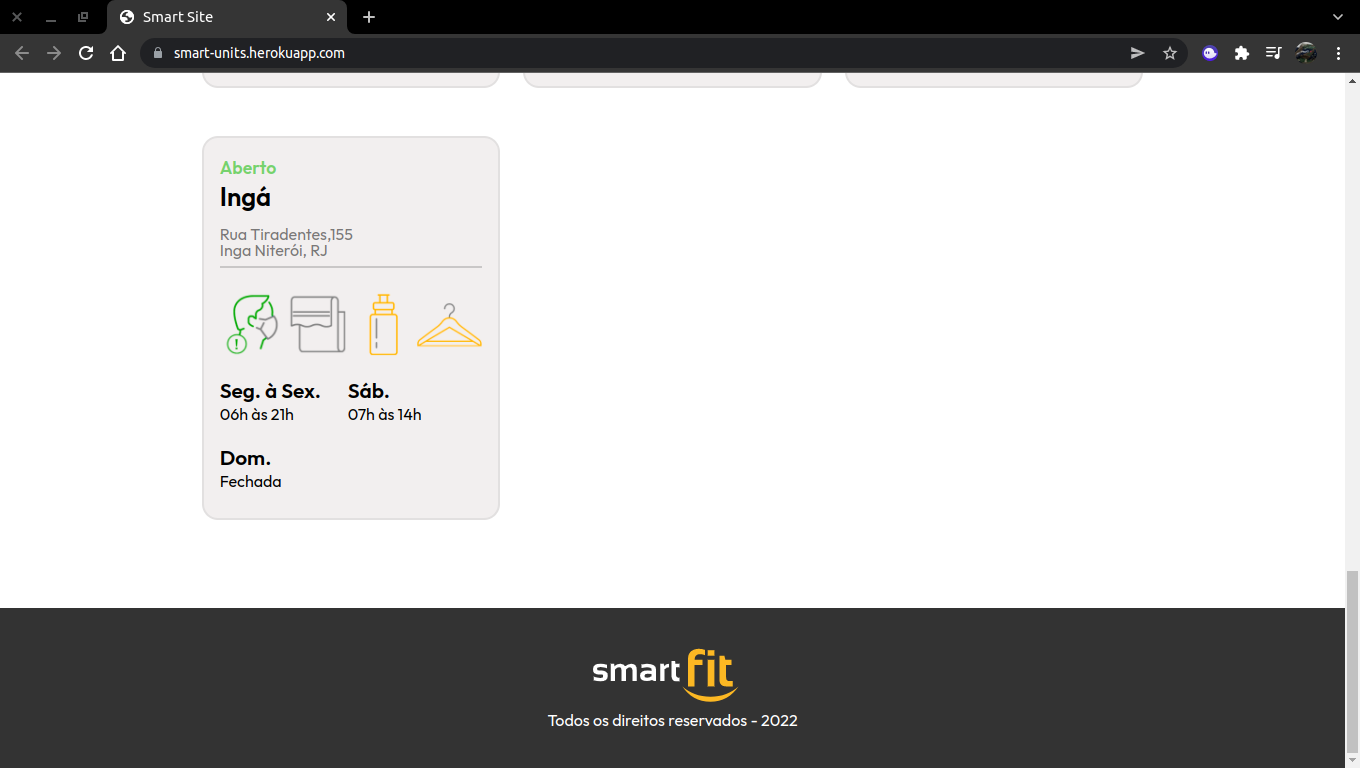 Smart Site
smart-units.herokuapp.com
Aberto
Ingá
Rua Tiradentes,155
Inga Niterói, RJ
!
Seg. à Sex. Sáb.
06h às 21h 07h às 14h
Dom.
Fechada
smart fit
Todos os direitos reservados - 2022